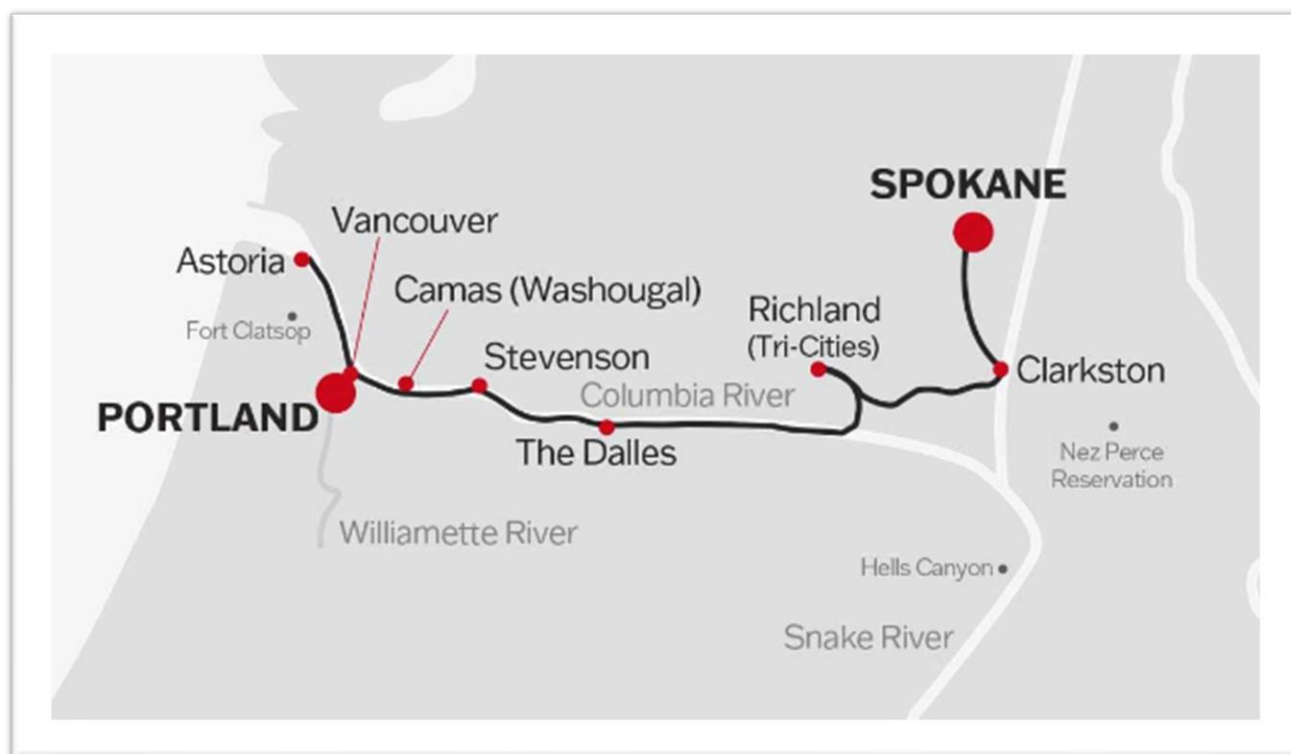 SPOKANE
Vancouver
Astoria
Camas (Washougal)
Richland
(Tri-Cities)
Fort Clatsop
Stevenson
Clarkston
Columbia River
PORTLAND
The Dalles
Nez Perce
Reservation
Williamette River
Hells Canyon
Snake River